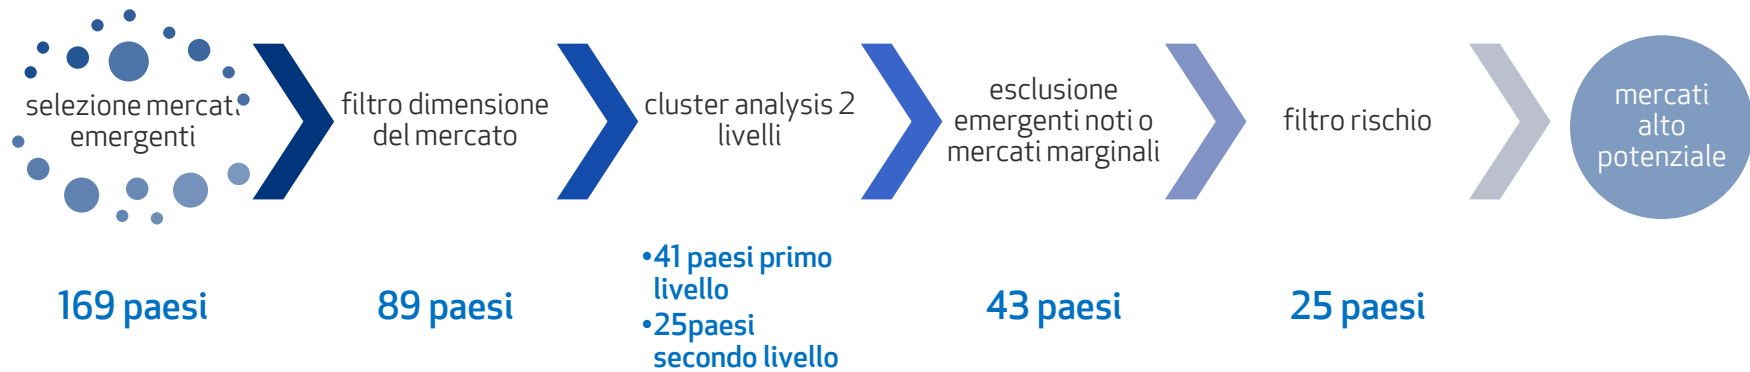 selezione mercati
emergenti
filtro dimensione
del mercato
cluster analysis 2
livelli
esclusione
emergenti noti o
mercati marginali
filtro rischio
mercati
alto
potenziale
169 paesi
89 paesi
•41 paesi primo
livello
•25paesi
secondo livello
43 paesi
25 paesi